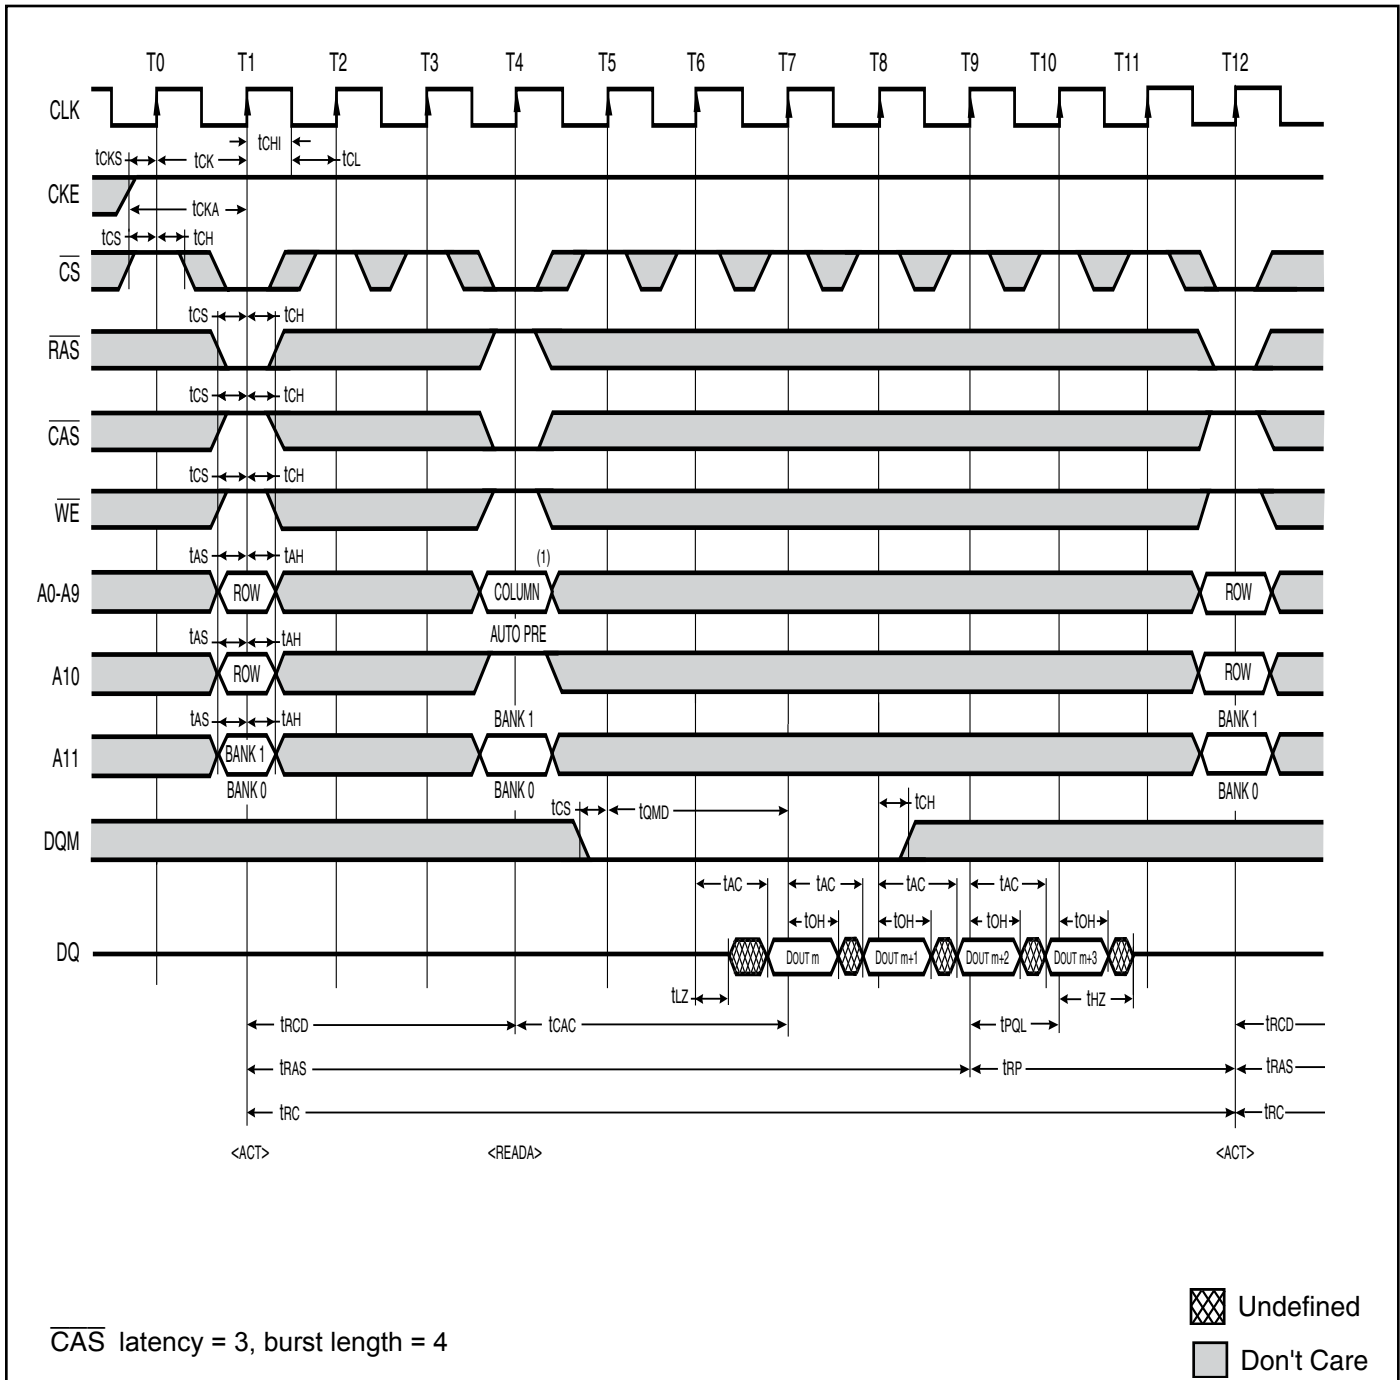 T0 T1 T2 T3 T4 T5 T6 T7 T8 T9 T10 T11 T12
CLK
tCHI
tCKS tCK tCL
CKE
tCKA
tCS tCH
CS
tCS tCH
RAS
tCS tCH
CAS
tCS tCH
WE
tAS tAH (1)
A0-A9 ROW COLUMN ROW
tAS tAH AUTO PRE
A10 ROW ROW
tAS tAH BANK 1 BANK 1
A11 BANK 1
BANK 0 BANK 0 BANK 0
tCS tQMD tCH
DQM
tAC tAC tAC tAC
tOH tOH tOH tOH
DQ DOUT m DOUT m+1 DOUT m+2 DOUT m+3
tLZ tHZ
tRCD tCAC tPQL tRCD
tRAS tRP tRAS
tRC tRC
<ACT> <READA> <ACT>
Undefined
CAS latency = 3, burst length = 4
Don't Care